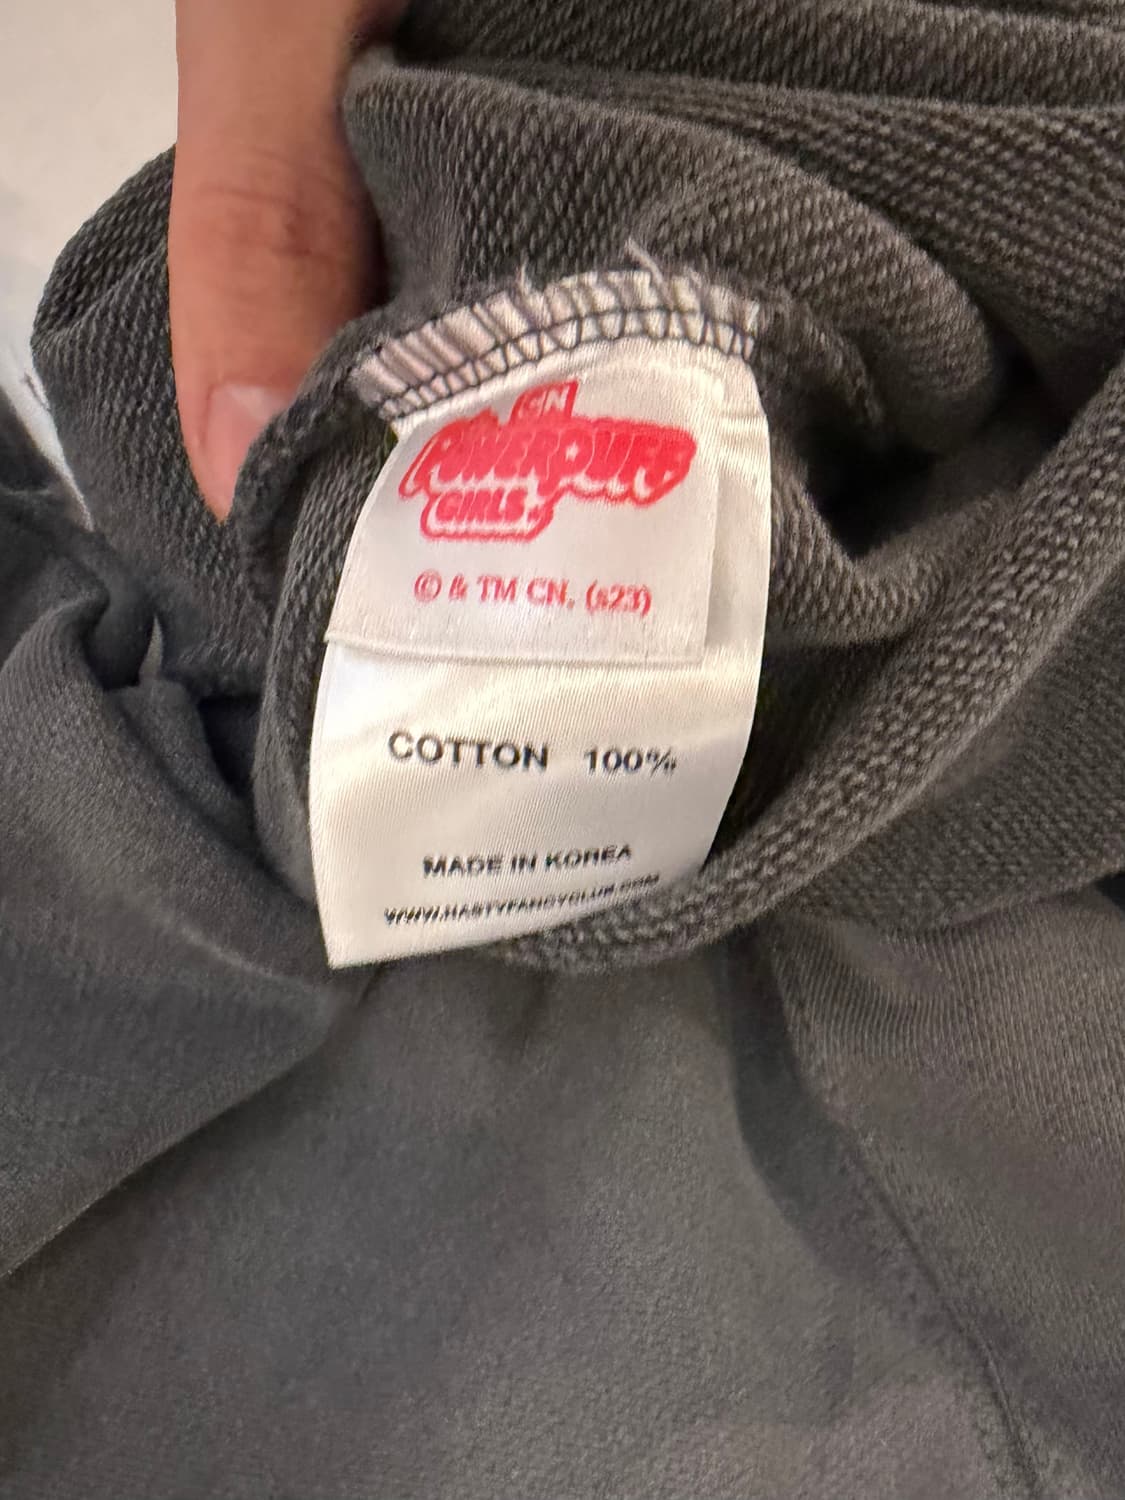 CN
POWERPUFF
GIRLS
© & TM CN. (s23)
COTTON 100%
MADE IN KOREA
WWW.HASTYFANCYCLUB.COM